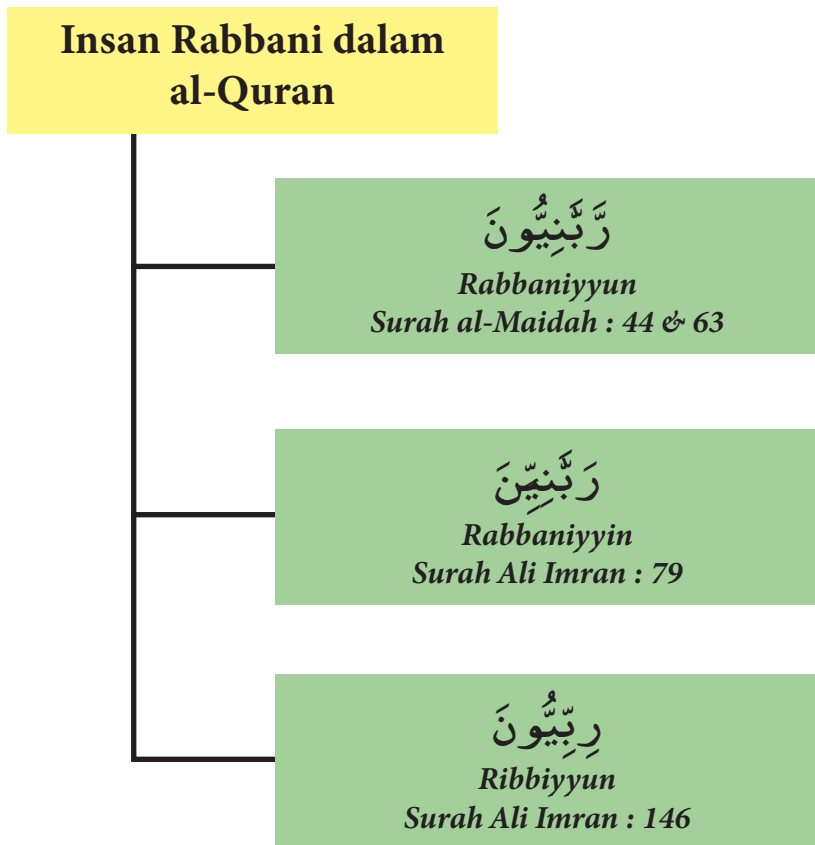 Insan Rabbani dalam
al-Quran
رَّبَّنِيُّونَ
Rabbaniyyun
Surah al-Maidah : 44 & 63
رَبَّنِيِّنَ
Rabbaniyyin
Surah Ali Imran : 79
رِبِّيُّونَ
Ribbiyyun
Surah Ali Imran : 146